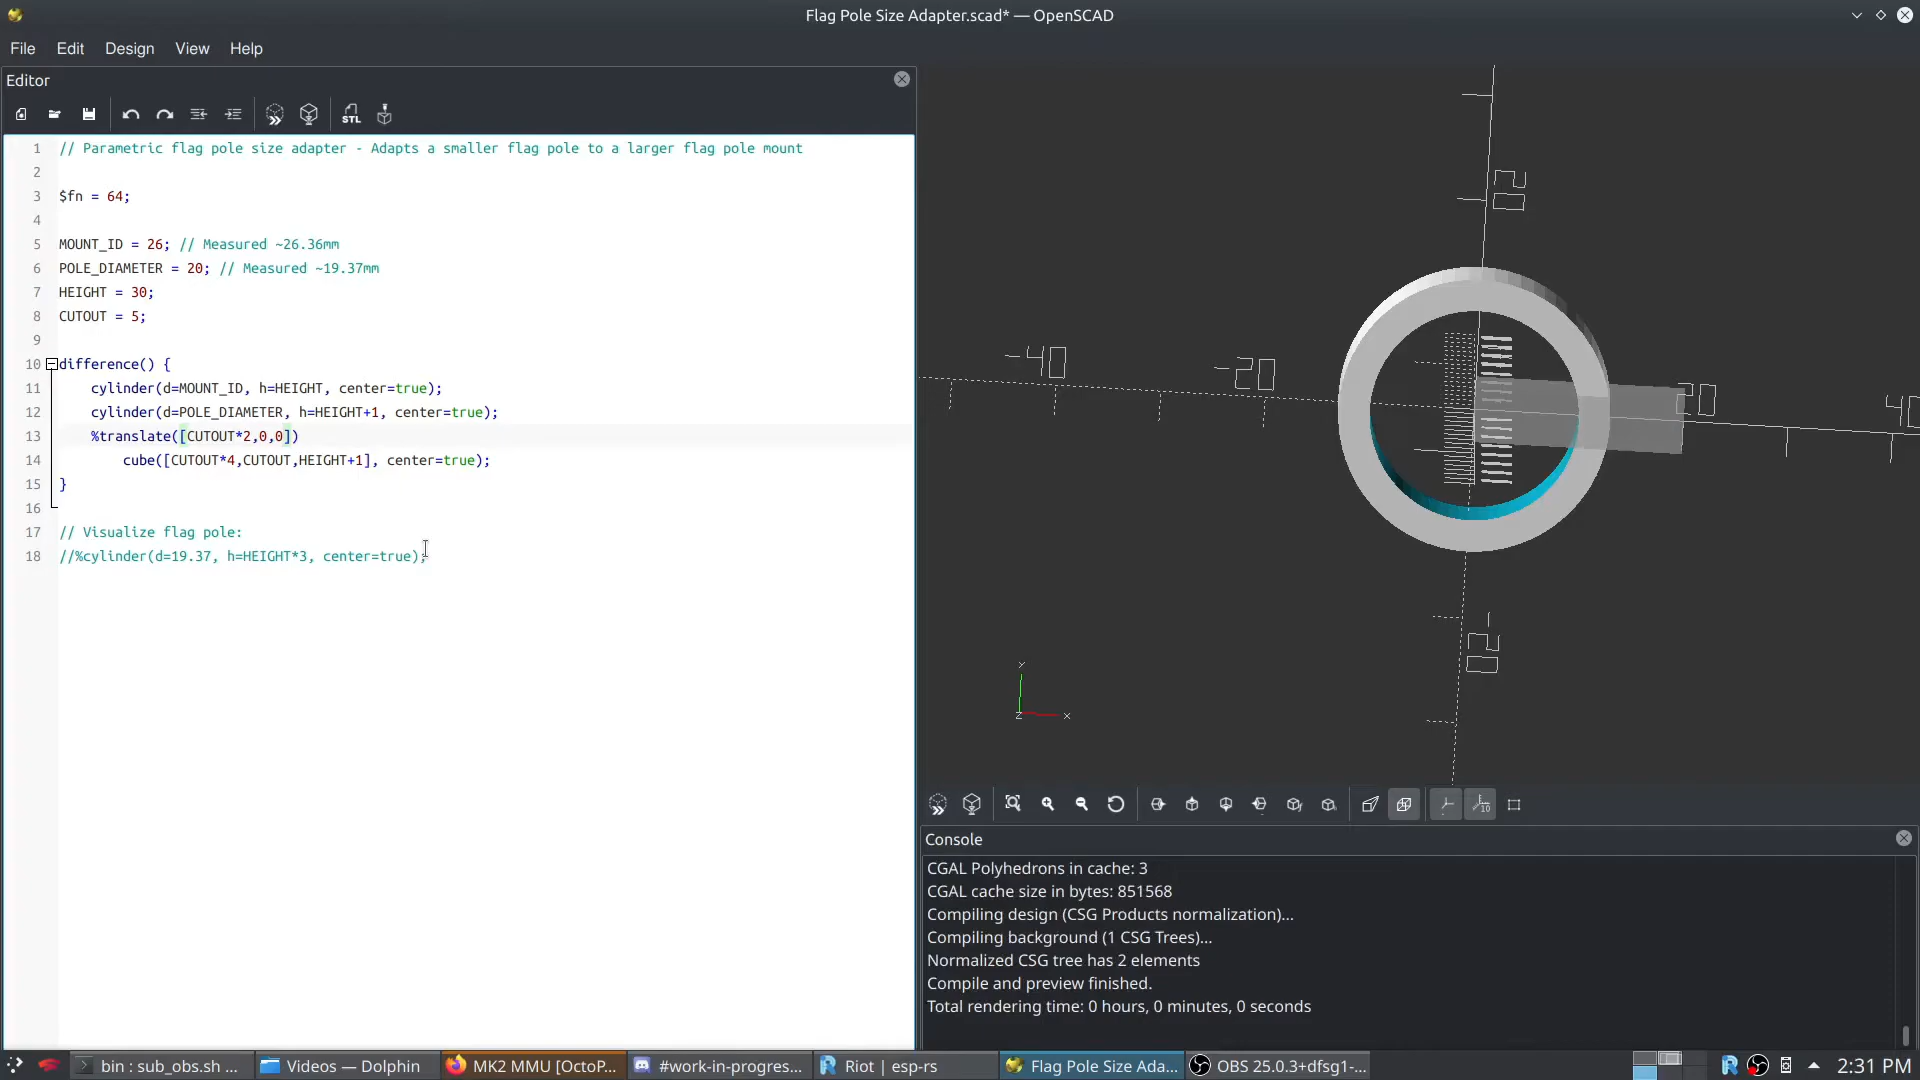 Flag Pole Size Adapter.scad* — OpenSCAD
File Edit Design View Help
Editor
STL
1 // Parametric flag pole size adapter - Adapts a smaller flag pole to a larger flag pole mount
2
3 $fn = 64;
4
5 MOUNT_ID = 26; // Measured ~26.36mm
6 POLE_DIAMETER = 20; // Measured ~19.37mm
7 HEIGHT = 30;
8 CUTOUT = 5;
9
10 difference() {
11 cylinder(d=MOUNT_ID, h=HEIGHT, center=true);
12 cylinder(d=POLE_DIAMETER, h=HEIGHT+1, center=true);
13 %translate([CUTOUT*2,0,0])
14 cube([CUTOUT*4,CUTOUT,HEIGHT+1], center=true);
15 }
16
17 // Visualize flag pole:
18 //%cylinder(d=19.37, h=HEIGHT*3, center=true);
20
-40 -20 20 40
-20
Y
Z X
10
Console
CGAL Polyhedrons in cache: 3
CGAL cache size in bytes: 851568
Compiling design (CSG Products normalization)...
Compiling background (1 CSG Trees)...
Normalized CSG tree has 2 elements
Compile and preview finished.
Total rendering time: 0 hours, 0 minutes, 0 seconds
bin : sub_obs.sh ... Videos — Dolphin MK2 MMU [OctoP... #work-in-progres... Riot | esp-rs Flag Pole Size Ada... OBS 25.0.3+dfsg1-... 2:31 PM